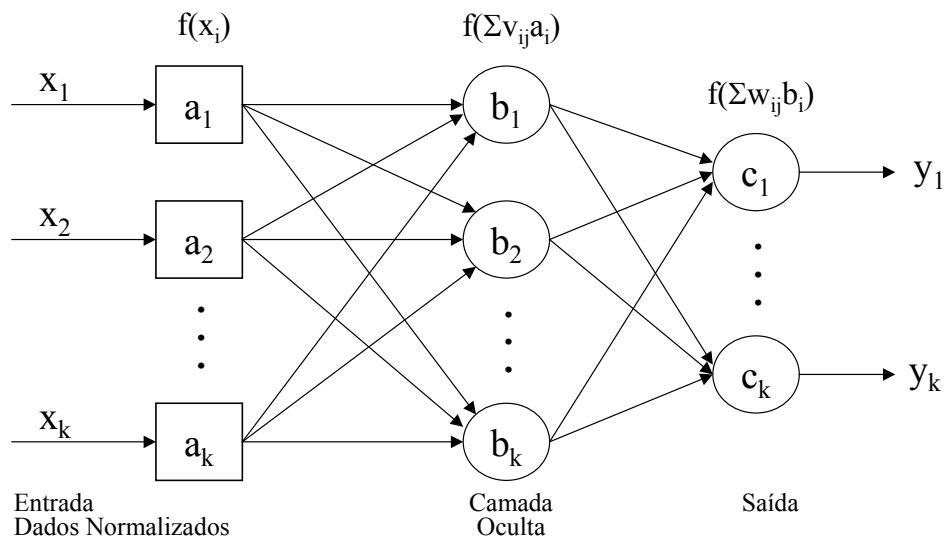 f(xᵢ)
f(Σvᵢⱼaᵢ)
f(Σwᵢⱼbᵢ)
x₁
a₁
b₁
c₁
y₁
x₂
a₂
b₂
xₖ
aₖ
bₖ
cₖ
yₖ
Entrada
Dados Normalizados
Camada
Oculta
Saída